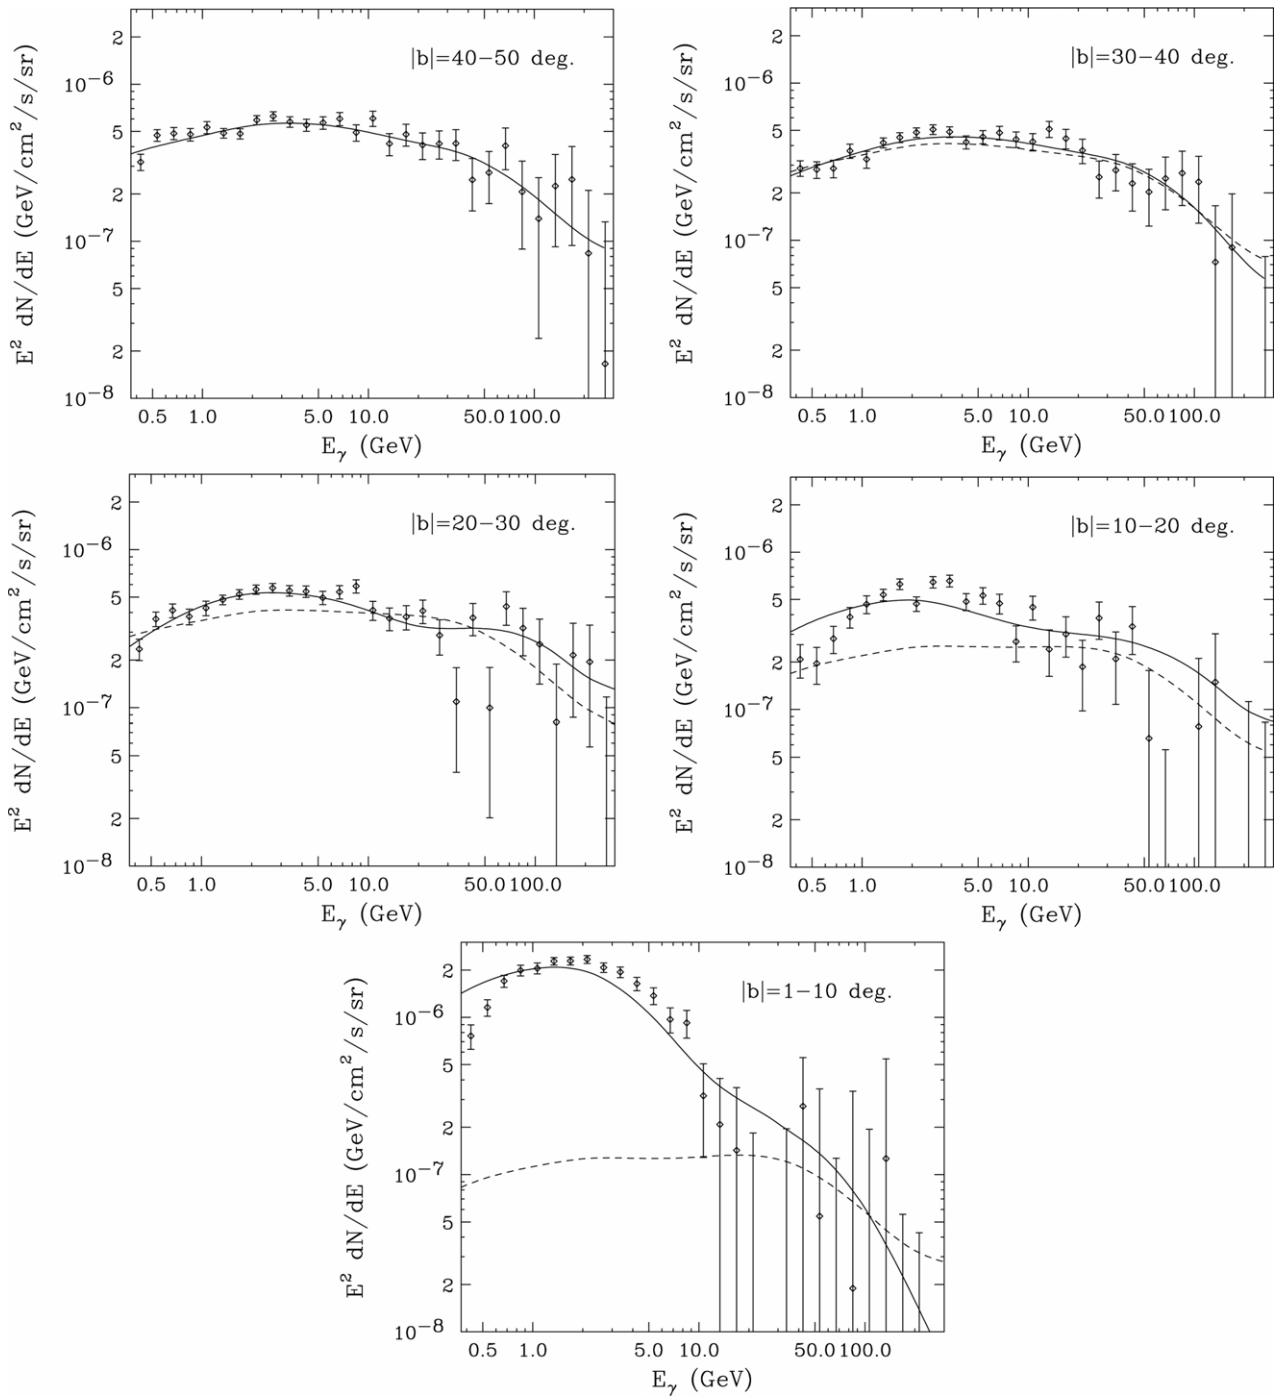 |b|=40−50 deg.
E² dN/dE (GeV/cm²/s/sr)
2
10⁻⁶
5
2
10⁻⁷
5
2
10⁻⁸
0.5 1.0 5.0 10.0 50.0 100.0
E_γ (GeV)
|b|=30−40 deg.
E² dN/dE (GeV/cm²/s/sr)
2
10⁻⁶
5
2
10⁻⁷
5
2
10⁻⁸
0.5 1.0 5.0 10.0 50.0 100.0
E_γ (GeV)
|b|=20−30 deg.
E² dN/dE (GeV/cm²/s/sr)
2
10⁻⁶
5
2
10⁻⁷
5
2
10⁻⁸
0.5 1.0 5.0 10.0 50.0 100.0
E_γ (GeV)
|b|=10−20 deg.
E² dN/dE (GeV/cm²/s/sr)
2
10⁻⁶
5
2
10⁻⁷
5
2
10⁻⁸
0.5 1.0 5.0 10.0 50.0 100.0
E_γ (GeV)
|b|=1−10 deg.
E² dN/dE (GeV/cm²/s/sr)
2
10⁻⁶
5
2
10⁻⁷
5
2
10⁻⁸
0.5 1.0 5.0 10.0 50.0 100.0
E_γ (GeV)